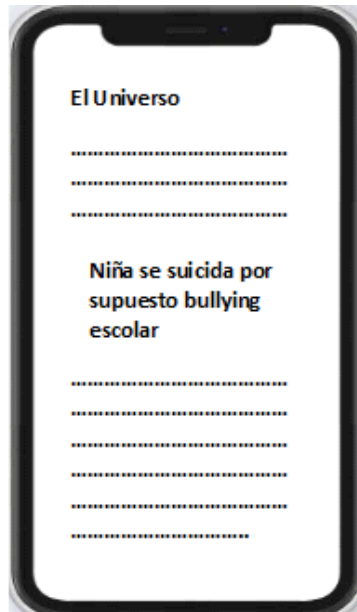 El Universo
………………………………
………………………………
………………………………
Niña se suicida por
supuesto bullying
escolar
………………………………
………………………………
………………………………
………………………………
………………………………
…………………………..